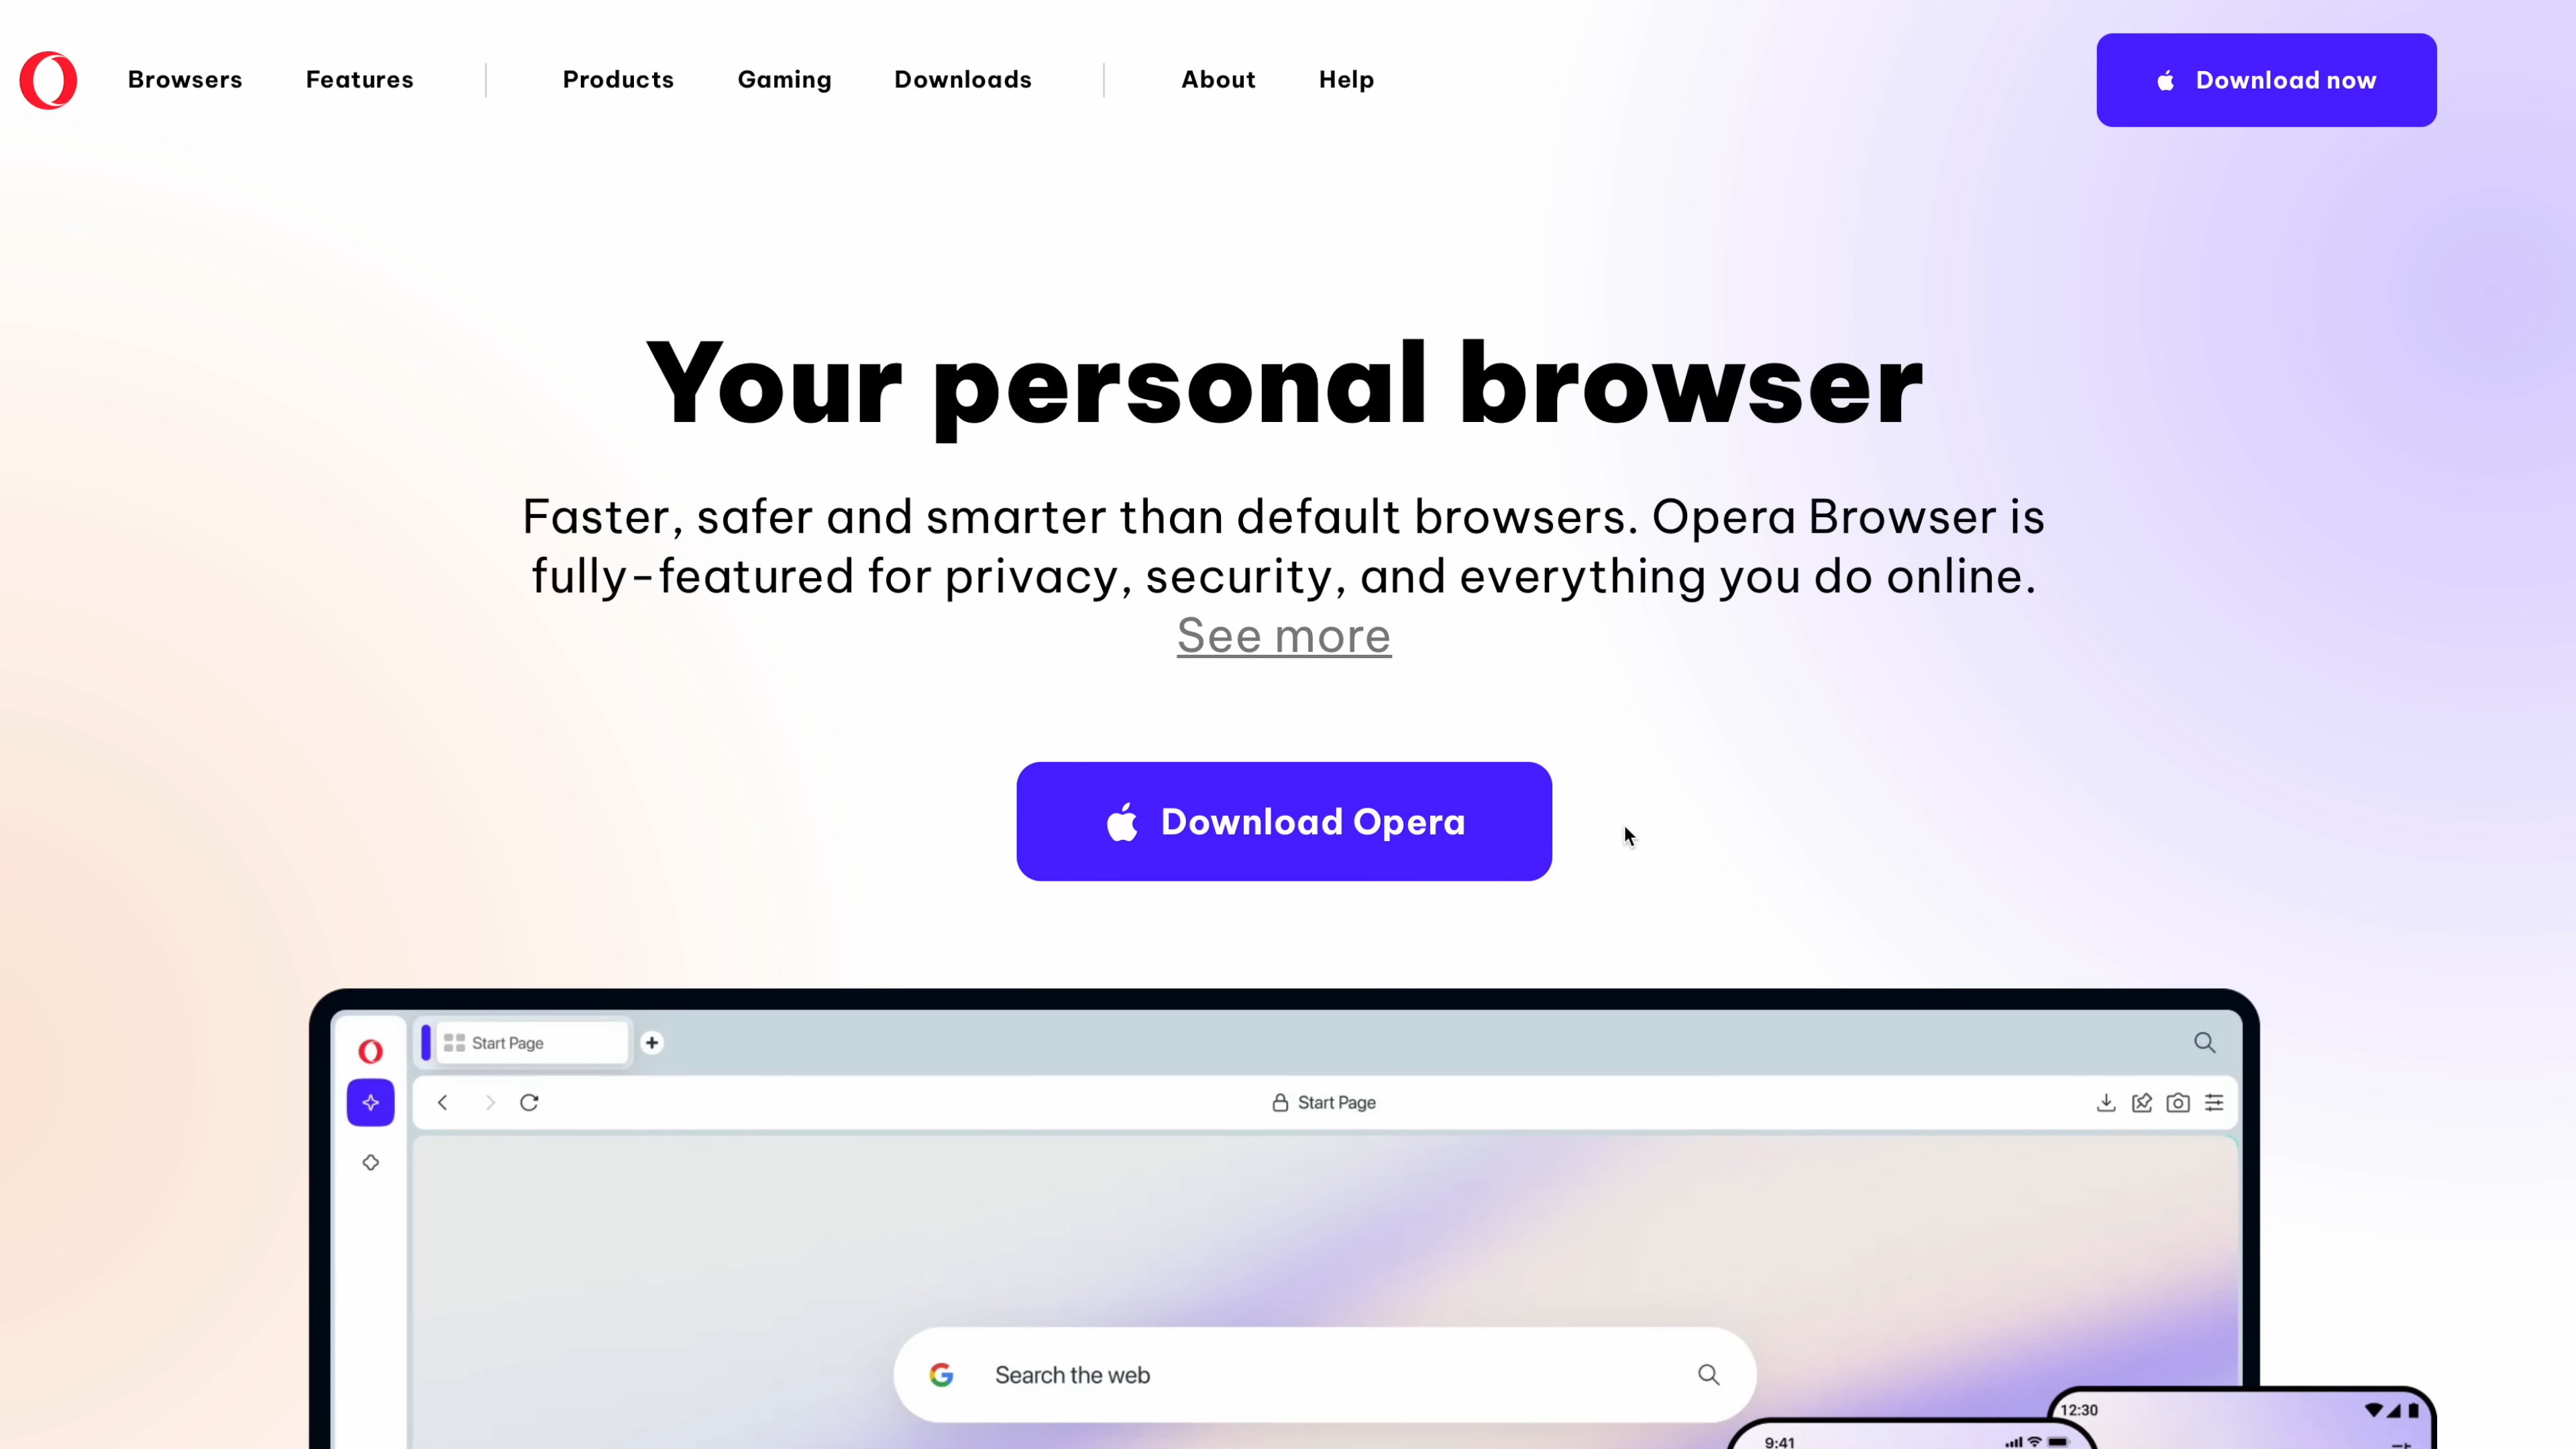 Browsers Features Products Gaming Downloads About Help Download now
Your personal browser
Faster, safer and smarter than default browsers. Opera Browser is
fully-featured for privacy, security, and everything you do online.
See more
Download Opera
Start Page
Start Page
Search the web
12:30
9:41